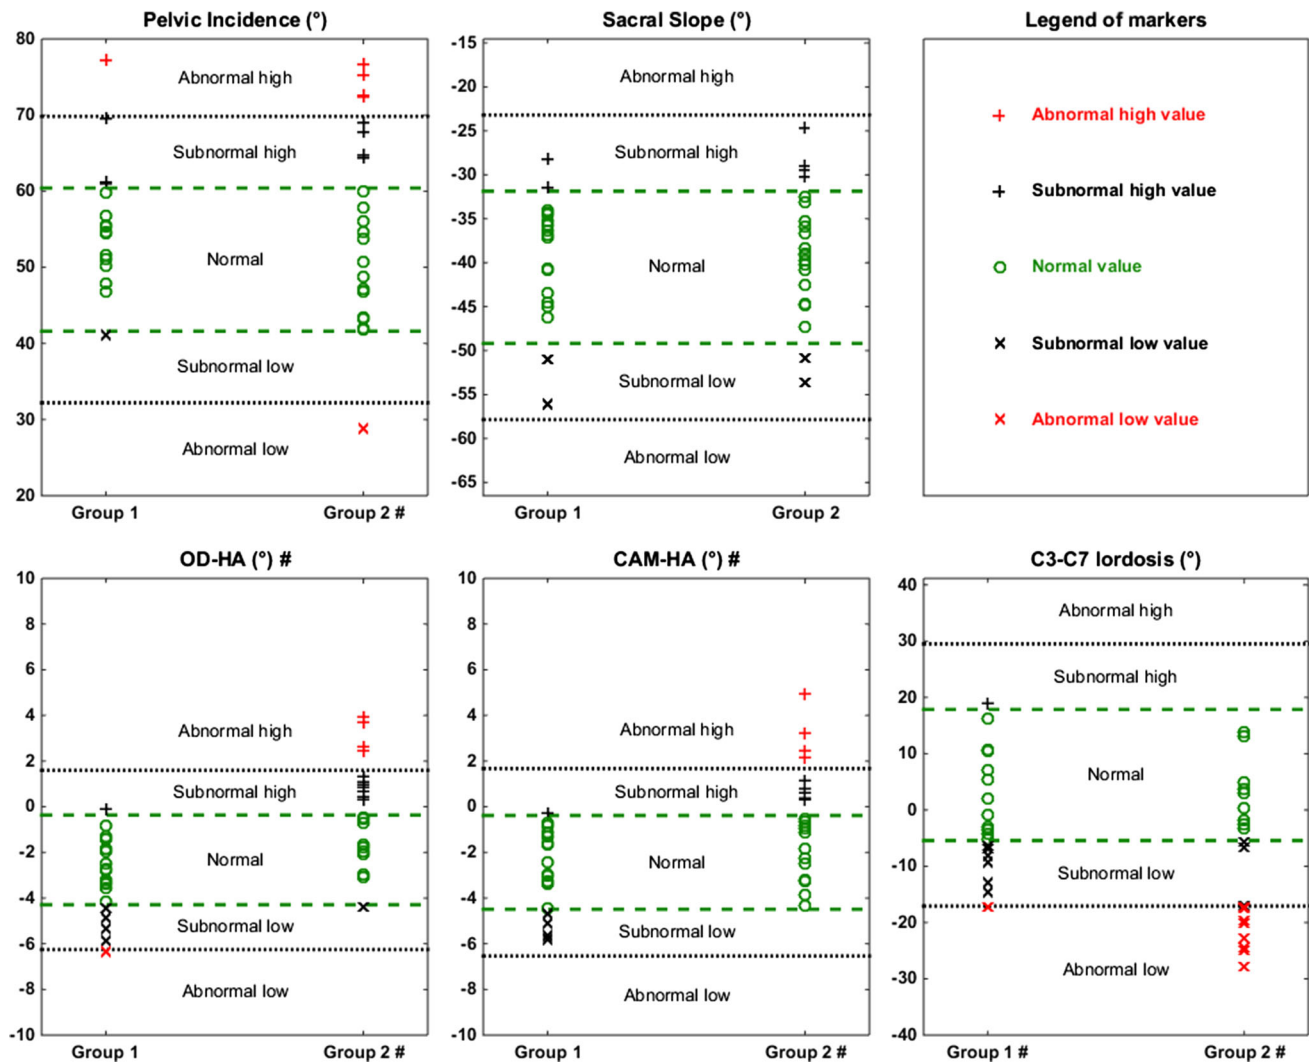 Pelvic Incidence (°)
80
70
60
50
40
30
20
Abnormal high
Subnormal high
Normal
Subnormal low
Abnormal low
Group 1
Group 2 #
Sacral Slope (°)
-15
-20
-25
-30
-35
-40
-45
-50
-55
-60
-65
Abnormal high
Subnormal high
Normal
Subnormal low
Abnormal low
Group 1
Group 2
Legend of markers
Abnormal high value
Subnormal high value
Normal value
Subnormal low value
Abnormal low value
OD-HA (°) #
10
8
6
4
2
0
-2
-4
-6
-8
-10
Abnormal high
Subnormal high
Normal
Subnormal low
Abnormal low
Group 1
Group 2 #
CAM-HA (°) #
10
8
6
4
2
0
-2
-4
-6
-8
-10
Abnormal high
Subnormal high
Normal
Subnormal low
Abnormal low
Group 1
Group 2 #
C3-C7 lordosis (°)
40
30
20
10
0
-10
-20
-30
-40
Abnormal high
Subnormal high
Normal
Subnormal low
Abnormal low
Group 1 #
Group 2 #